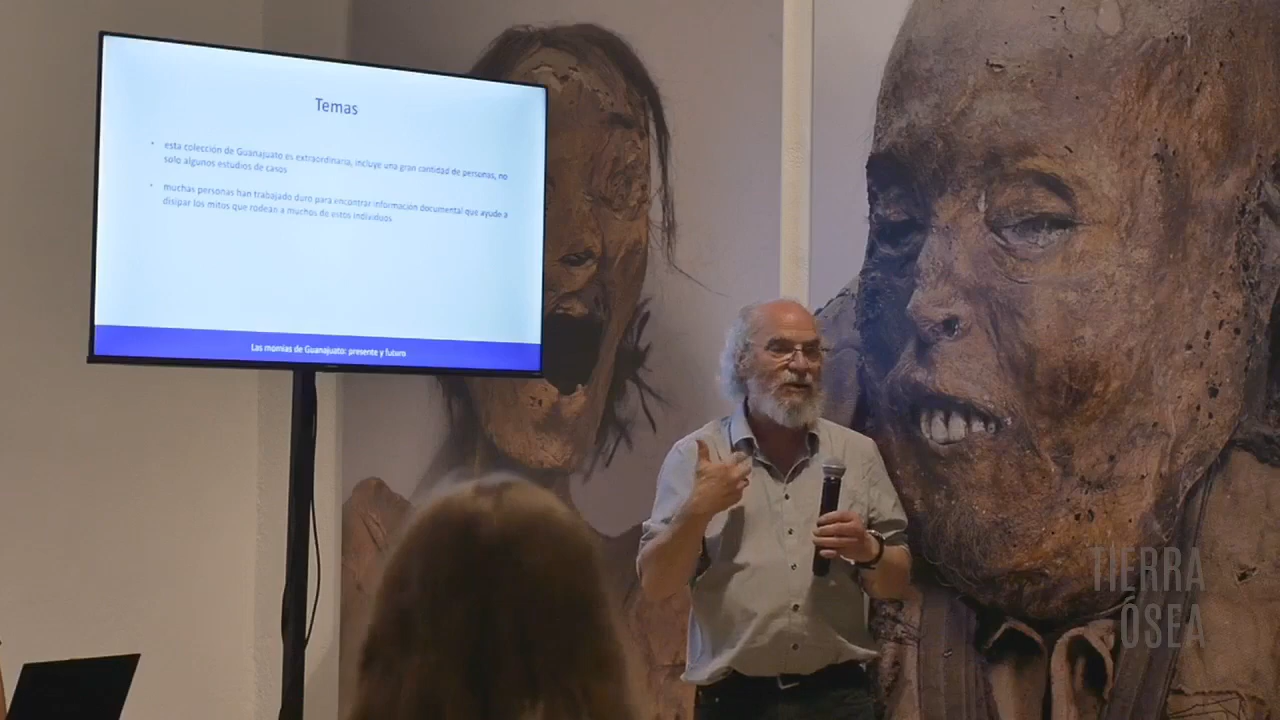 Temas
• esta colección de Guanajuato es extraordinaria, incluye una gran cantidad de personas, no
solo algunos estudios de casos
• muchas personas han trabajado duro para encontrar información documental que ayude a
disipar los mitos que rodean a muchos de estos individuos
Las momias de Guanajuato: presente y futuro
TIERRA
ÓSEA